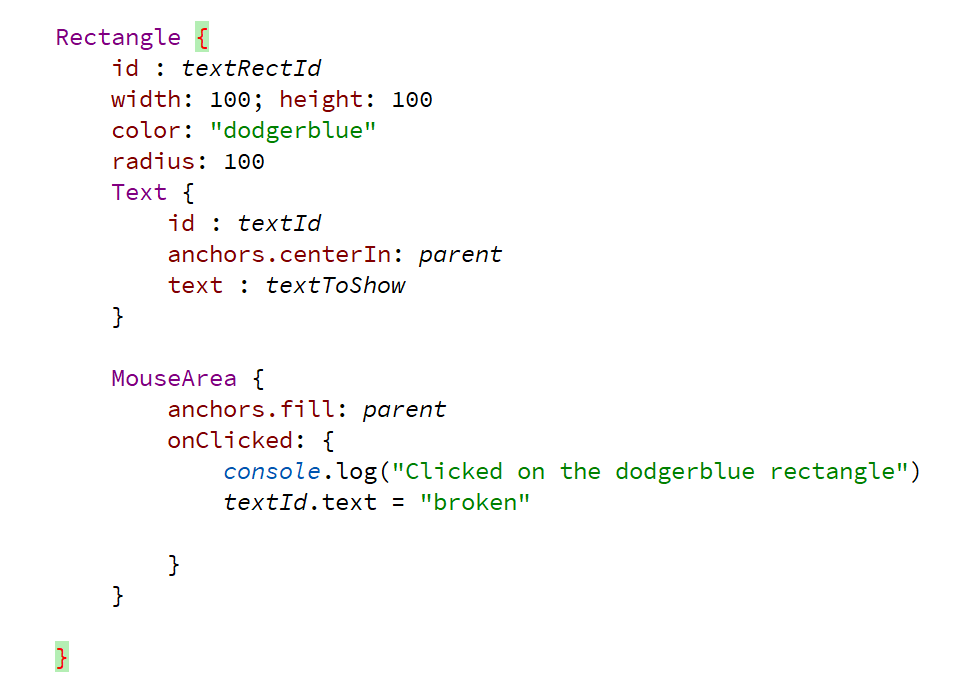 Rectangle {
id : textRectId
width: 100; height: 100
color: "dodgerblue"
radius: 100
Text {
id : textId
anchors.centerIn: parent
text : textToShow
}
MouseArea {
anchors.fill: parent
onClicked: {
console.log("Clicked on the dodgerblue rectangle")
textId.text = "broken"
}
}
}